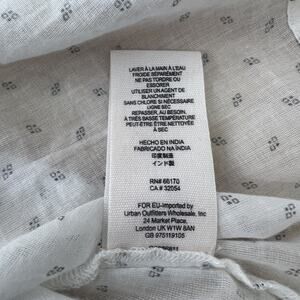 LAVER À LA MAIN À L'EAU
FROIDE SÉPARÉMENT
NE PAS TORDRE OU
ESSORER
UTILISER UN AGENT DE
BLANCHIMENT
SANS CHLORE SI NÉCESSAIRE
LIGNE SEC
REPASSER, AU BESOIN,
À TRÈS BASSE TEMPÉRATURE
PEUT-ÊTRE ÊTRE NETTOYÉE
À SEC
HECHO EN INDIA
FABRICADO NA ÍNDIA
印度制造
インド製
RN# 66170
CA # 32054
FOR EU-Imported by
Urban Outfitters Wholesale, Inc
24 Market Place,
London UK W1W 8AN
GB 975119105